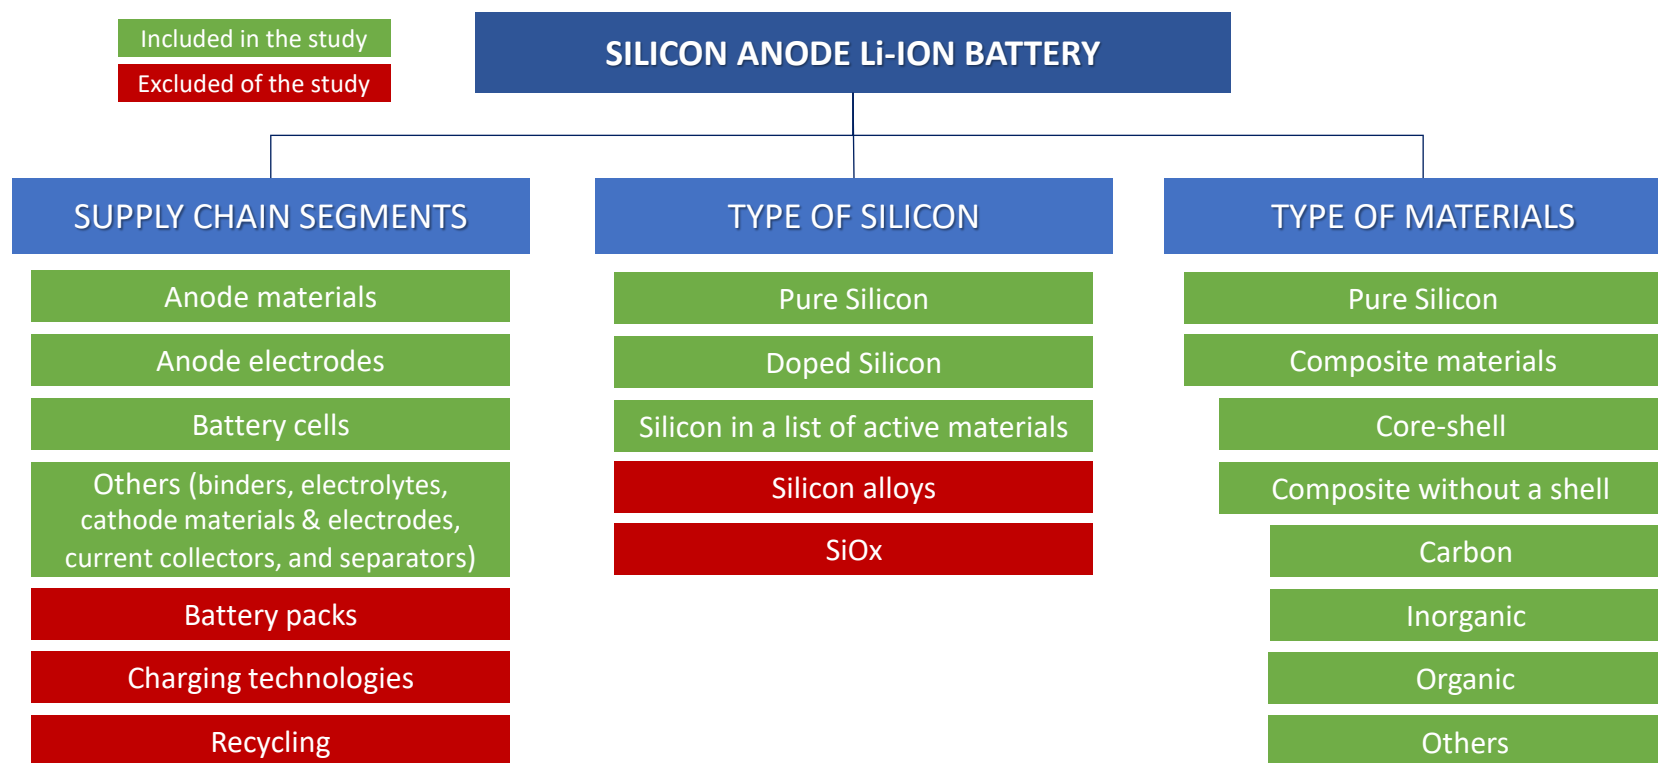 Included in the study
Excluded of the study
SILICON ANODE Li-ION BATTERY
SUPPLY CHAIN SEGMENTS
Anode materials
Anode electrodes
Battery cells
Others (binders, electrolytes,
cathode materials & electrodes,
current collectors, and separators)
Battery packs
Charging technologies
Recycling
TYPE OF SILICON
Pure Silicon
Doped Silicon
Silicon in a list of active materials
Silicon alloys
SiOx
TYPE OF MATERIALS
Pure Silicon
Composite materials
Core-shell
Composite without a shell
Carbon
Inorganic
Organic
Others